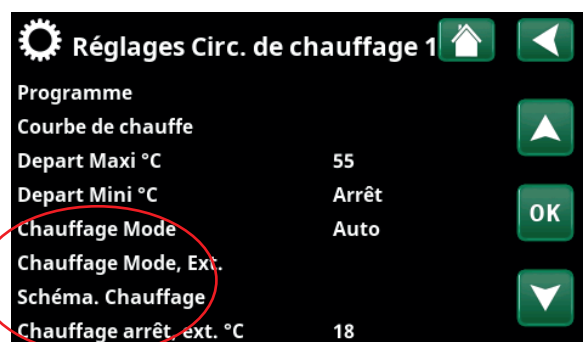 Réglages Circ. de chauffage 1
Programme
Courbe de chauffe
Depart Maxi °C 55
Depart Mini °C Arrêt
Chauffage Mode Auto
OK
Chauffage Mode, Ext.
Schéma. Chauffage
Chauffage arrêt, ext. °C 18